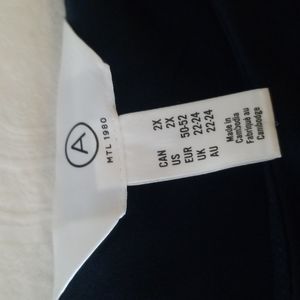 A
MTL 1980
CAN 2X
US 2X
EUR 50-52
UK 22-24
AU 22-24
Made in
Cambodia
Fabriqué au
Cambodge